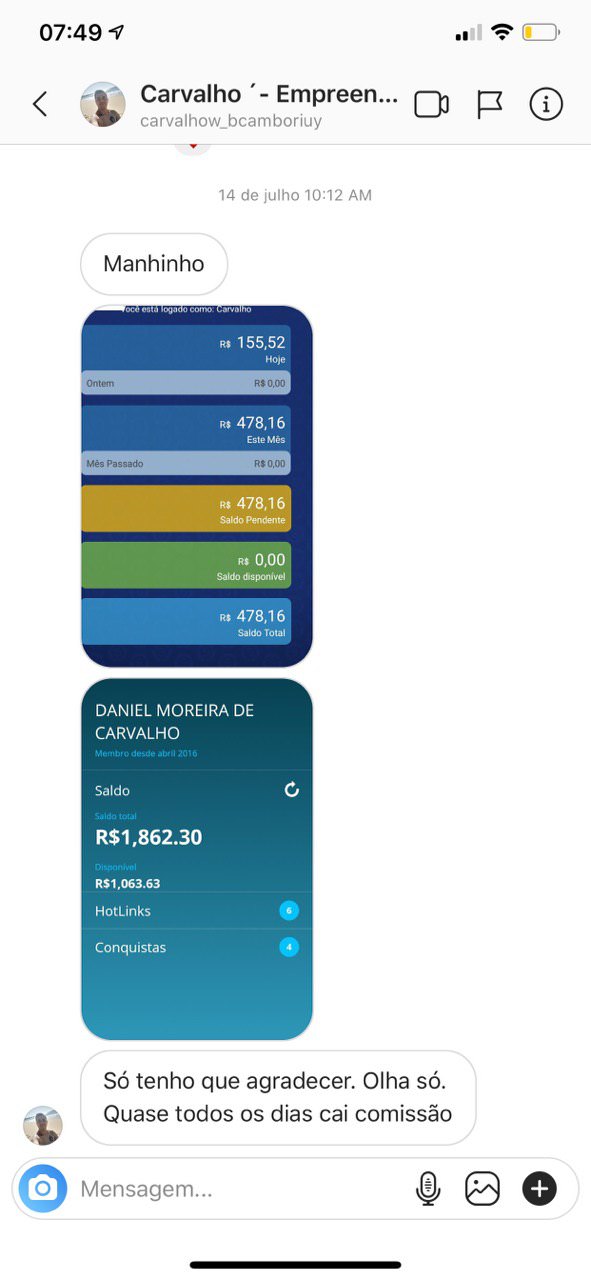 07:49
Carvalho ´- Empreen...
carvalhow_bcamboriuy
14 de julho 10:12 AM
Manhinho
ocê está logado como: Carvalho
R$ 155,52
Hoje
Ontem R$ 0,00
R$ 478,16
Este Mês
Mês Passado R$ 0,00
R$ 478,16
Saldo Pendente
R$ 0,00
Saldo disponível
R$ 478,16
Saldo Total
DANIEL MOREIRA DE
CARVALHO
Membro desde abril 2016
Saldo
Saldo total
R$1,862.30
Disponível
R$1,063.63
HotLinks 6
Conquistas 4
Só tenho que agradecer. Olha só.
Quase todos os dias cai comissão
Mensagem...